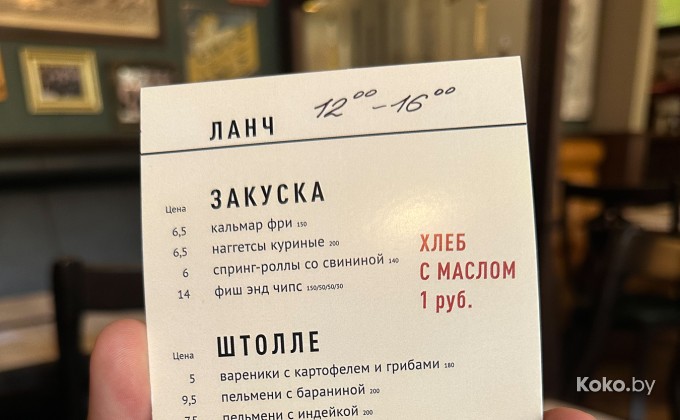 ЛАНЧ 12⁰⁰-16⁰⁰
Цена ЗАКУСКА
6,5 кальмар фри 150
6,5 наггетсы куриные 200
6 спринг-роллы со свининой 140
14 фиш энд чипс 150/50/50/30
ХЛЕБ
С МАСЛОМ
1 руб.
Цена ШТОЛЛЕ
5 вареники с картофелем и грибами 180
9,5 пельмени с бараниной 200
7,5 пельмени с индейкой 200
Koko.by